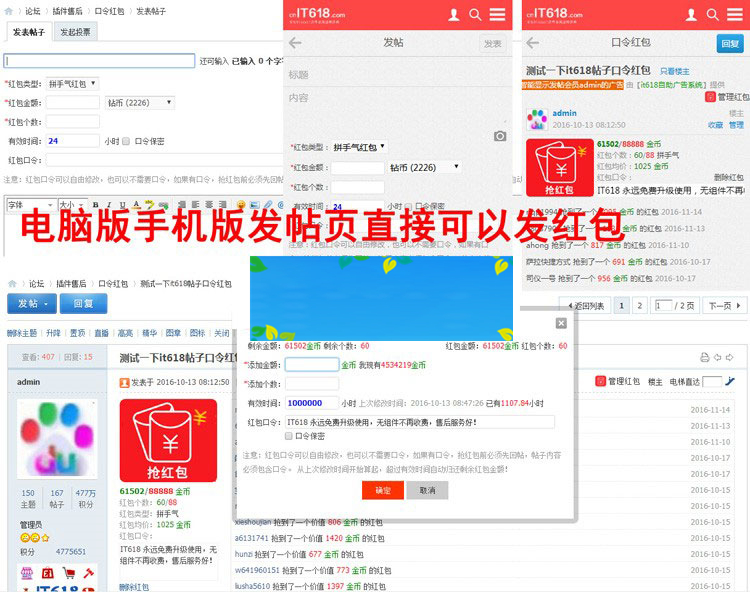 论坛 › 插件售后 › 口令红包 › 发表帖子
发表帖子 发起投票
还可输入 已输入 0 个字符
*红包类型: 拼手气红包
*红包金额: 钻币 (2226)
*红包个数:
有效时间: 24 小时 口令保密
红包口令:
注意：红包口令可以自由修改，也可以不需要口令，如果有口令，抢红包前必须先
字体 大小 B I U A
cnIT618.com
发帖
发表
标题
内容
*红包类型： 拼手气红包
*红包金额： 钻币 (2226)
*红包个数：
有效时间： 24 小时 口令保密
注意：红包口令可以自由修改，也可以不需要口令，如果有口
cnIT618.com
口令红包
回复
测试一下it618帖子口令红包 只看楼主
智能显示发帖会员admin的广告 由 [it618自助广告系统] 提供
管理红包
admin 楼主
2016-10-13 08:12:50 收藏 管理
61502/88888 金币
红包个数：60/88 拼手气
红包均价：1025 金币
红包口令： 删除红包
抢红包
IT618 永远免费升级使用，无组件不再收
2016-11-14
2016-11-13
ahong 抢到了一个 817 金币 的红包 2016-11-10
萨拉快捷方式 抢到了一个 691 金币 的红包 2016-10-17
司仪一号 抢到了一个 956 金币 的红包 2016-10-17
返回列表 1 2 1 / 2 页 下一页
电脑版手机版发帖页直接可以发红包
论坛 › 插件售后 › 口令红包 › 测试一下it618帖子口令红包
发帖 回复
删除主题 升降 置顶 直播 高亮 精华 图章 图标 关闭
查看: 407 | 回复: 15 测试一下it618帖子口令红包
admin
发表于 2016-10-13 08:12:50
管理红包 楼主 电梯直达
抢红包
150 167 477万
主题 帖子 积分
管理员
积分 4775651
61502/88888 金币
红包个数：60/88
红包类型：拼手气
红包均价：1025 金币
红包口令：
IT618 永远免费升级使用，无组件不再收费，售后服务好！
删除红包
剩余金额：61502金币 剩余个数：60 红包金额：61502金币 红包个数：60
*添加金额: 金币 我现有4534219金币
*添加个数:
有效时间: 1000000 小时 上次修改时间：2016-10-13 08:47:26 已有1107.84小时
红包口令: IT618 永远免费升级使用，无组件不再收费，售后服务好！
口令保密
注意：红包口令可以自由修改，也可以不需要口令，如果有口令，抢红包前必须先回帖，帖子内容
必须包含口令。 从上次修改时间开始算起，超过有效时间自动归还剩余红包金额！
确定 取消
2016-11-14
2016-11-13
2016-11-10
2016-10-17
2016-10-17
2016-10-15
2016-10-15
2016-10-15
xieshoujian 抢到了一个价值 806 金币 的红包 2016-10-15
a6131741 抢到了一个价值 1420 金币 的红包 2016-10-15
hunzi 抢到了一个价值 677 金币 的红包 2016-10-15
w641960151 抢到了一个价值 773 金币 的红包 2016-10-15
kusha5610 抢到了一个价值 1397 金币 的红包 2016-10-15